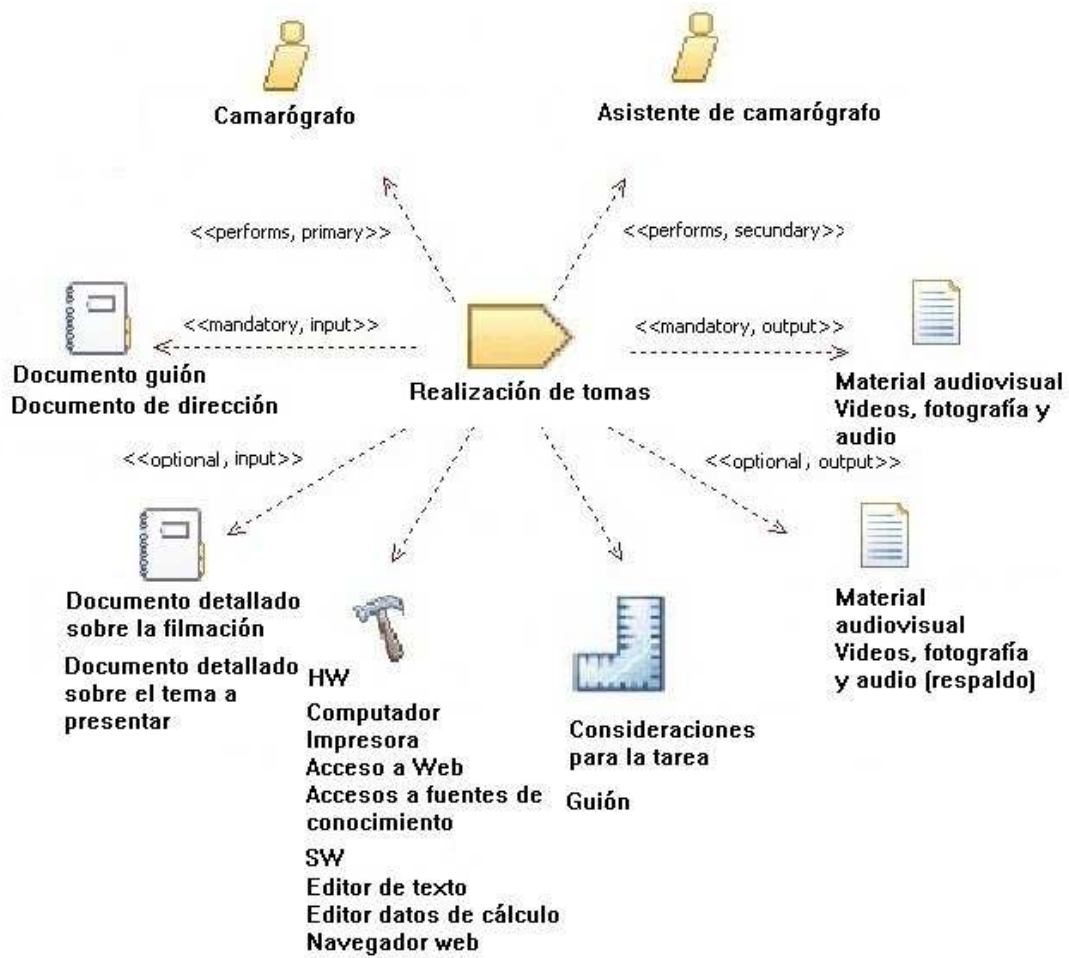 Camarógrafo
Asistente de camarógrafo
<<performs, primary>>
<<performs, secundary>>
<<mandatory, input>>
<<mandatory, output>>
Documento guión
Documento de dirección
Realización de tomas
Material audiovisual
Videos, fotografía y
audio
<<optional, input>>
<<optional, output>>
Documento detallado
sobre la filmación
Documento detallado
sobre el tema a
presentar
HW
Computador
Impresora
Acceso a Web
Accesos a fuentes de
conocimiento
SW
Editor de texto
Editor datos de cálculo
Navegador web
Consideraciones
para la tarea
Guión
Material
audiovisual
Videos, fotografía
y audio (respaldo)